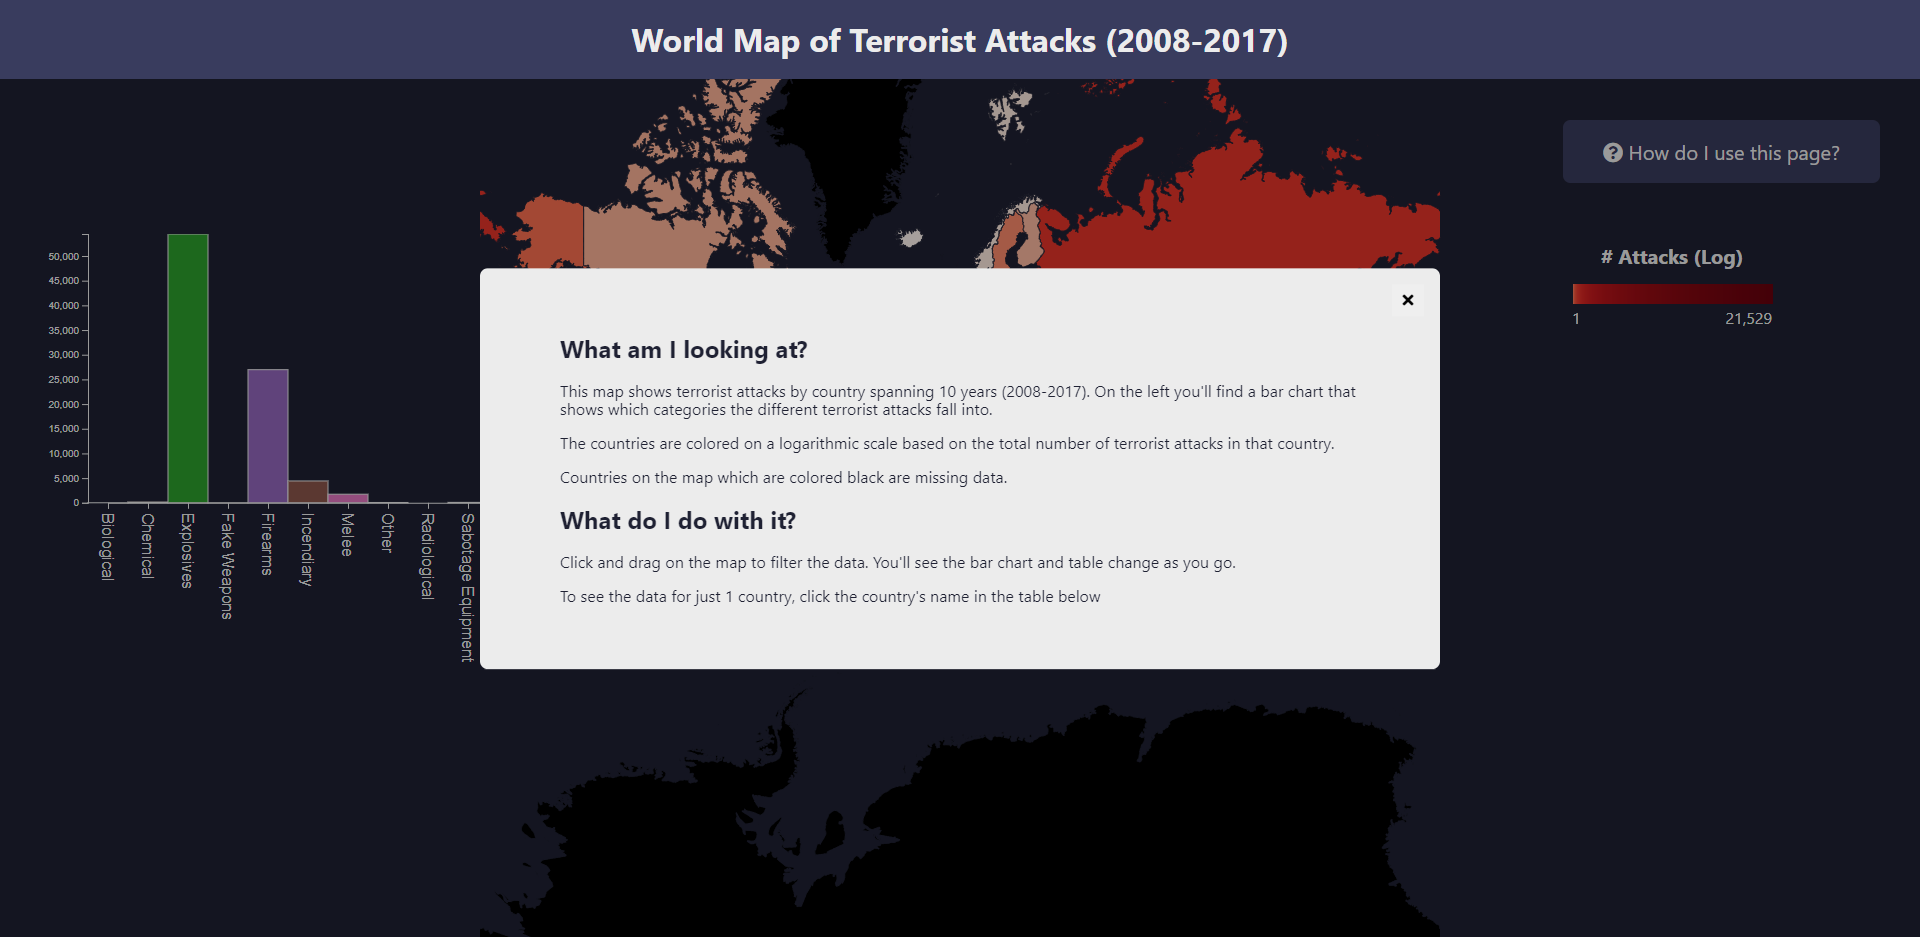 World Map of Terrorist Attacks (2008-2017)
How do I use this page?
# Attacks (Log)
1
21,529
50,000
45,000
40,000
35,000
30,000
25,000
20,000
15,000
10,000
5,000
0
Biological
Chemical
Explosives
Fake Weapons
Firearms
Incendiary
Melee
Other
Radiological
Sabotage Equipment
What am I looking at?
This map shows terrorist attacks by country spanning 10 years (2008-2017). On the left you'll find a bar chart that
shows which categories the different terrorist attacks fall into.
The countries are colored on a logarithmic scale based on the total number of terrorist attacks in that country.
Countries on the map which are colored black are missing data.
What do I do with it?
Click and drag on the map to filter the data. You'll see the bar chart and table change as you go.
To see the data for just 1 country, click the country's name in the table below